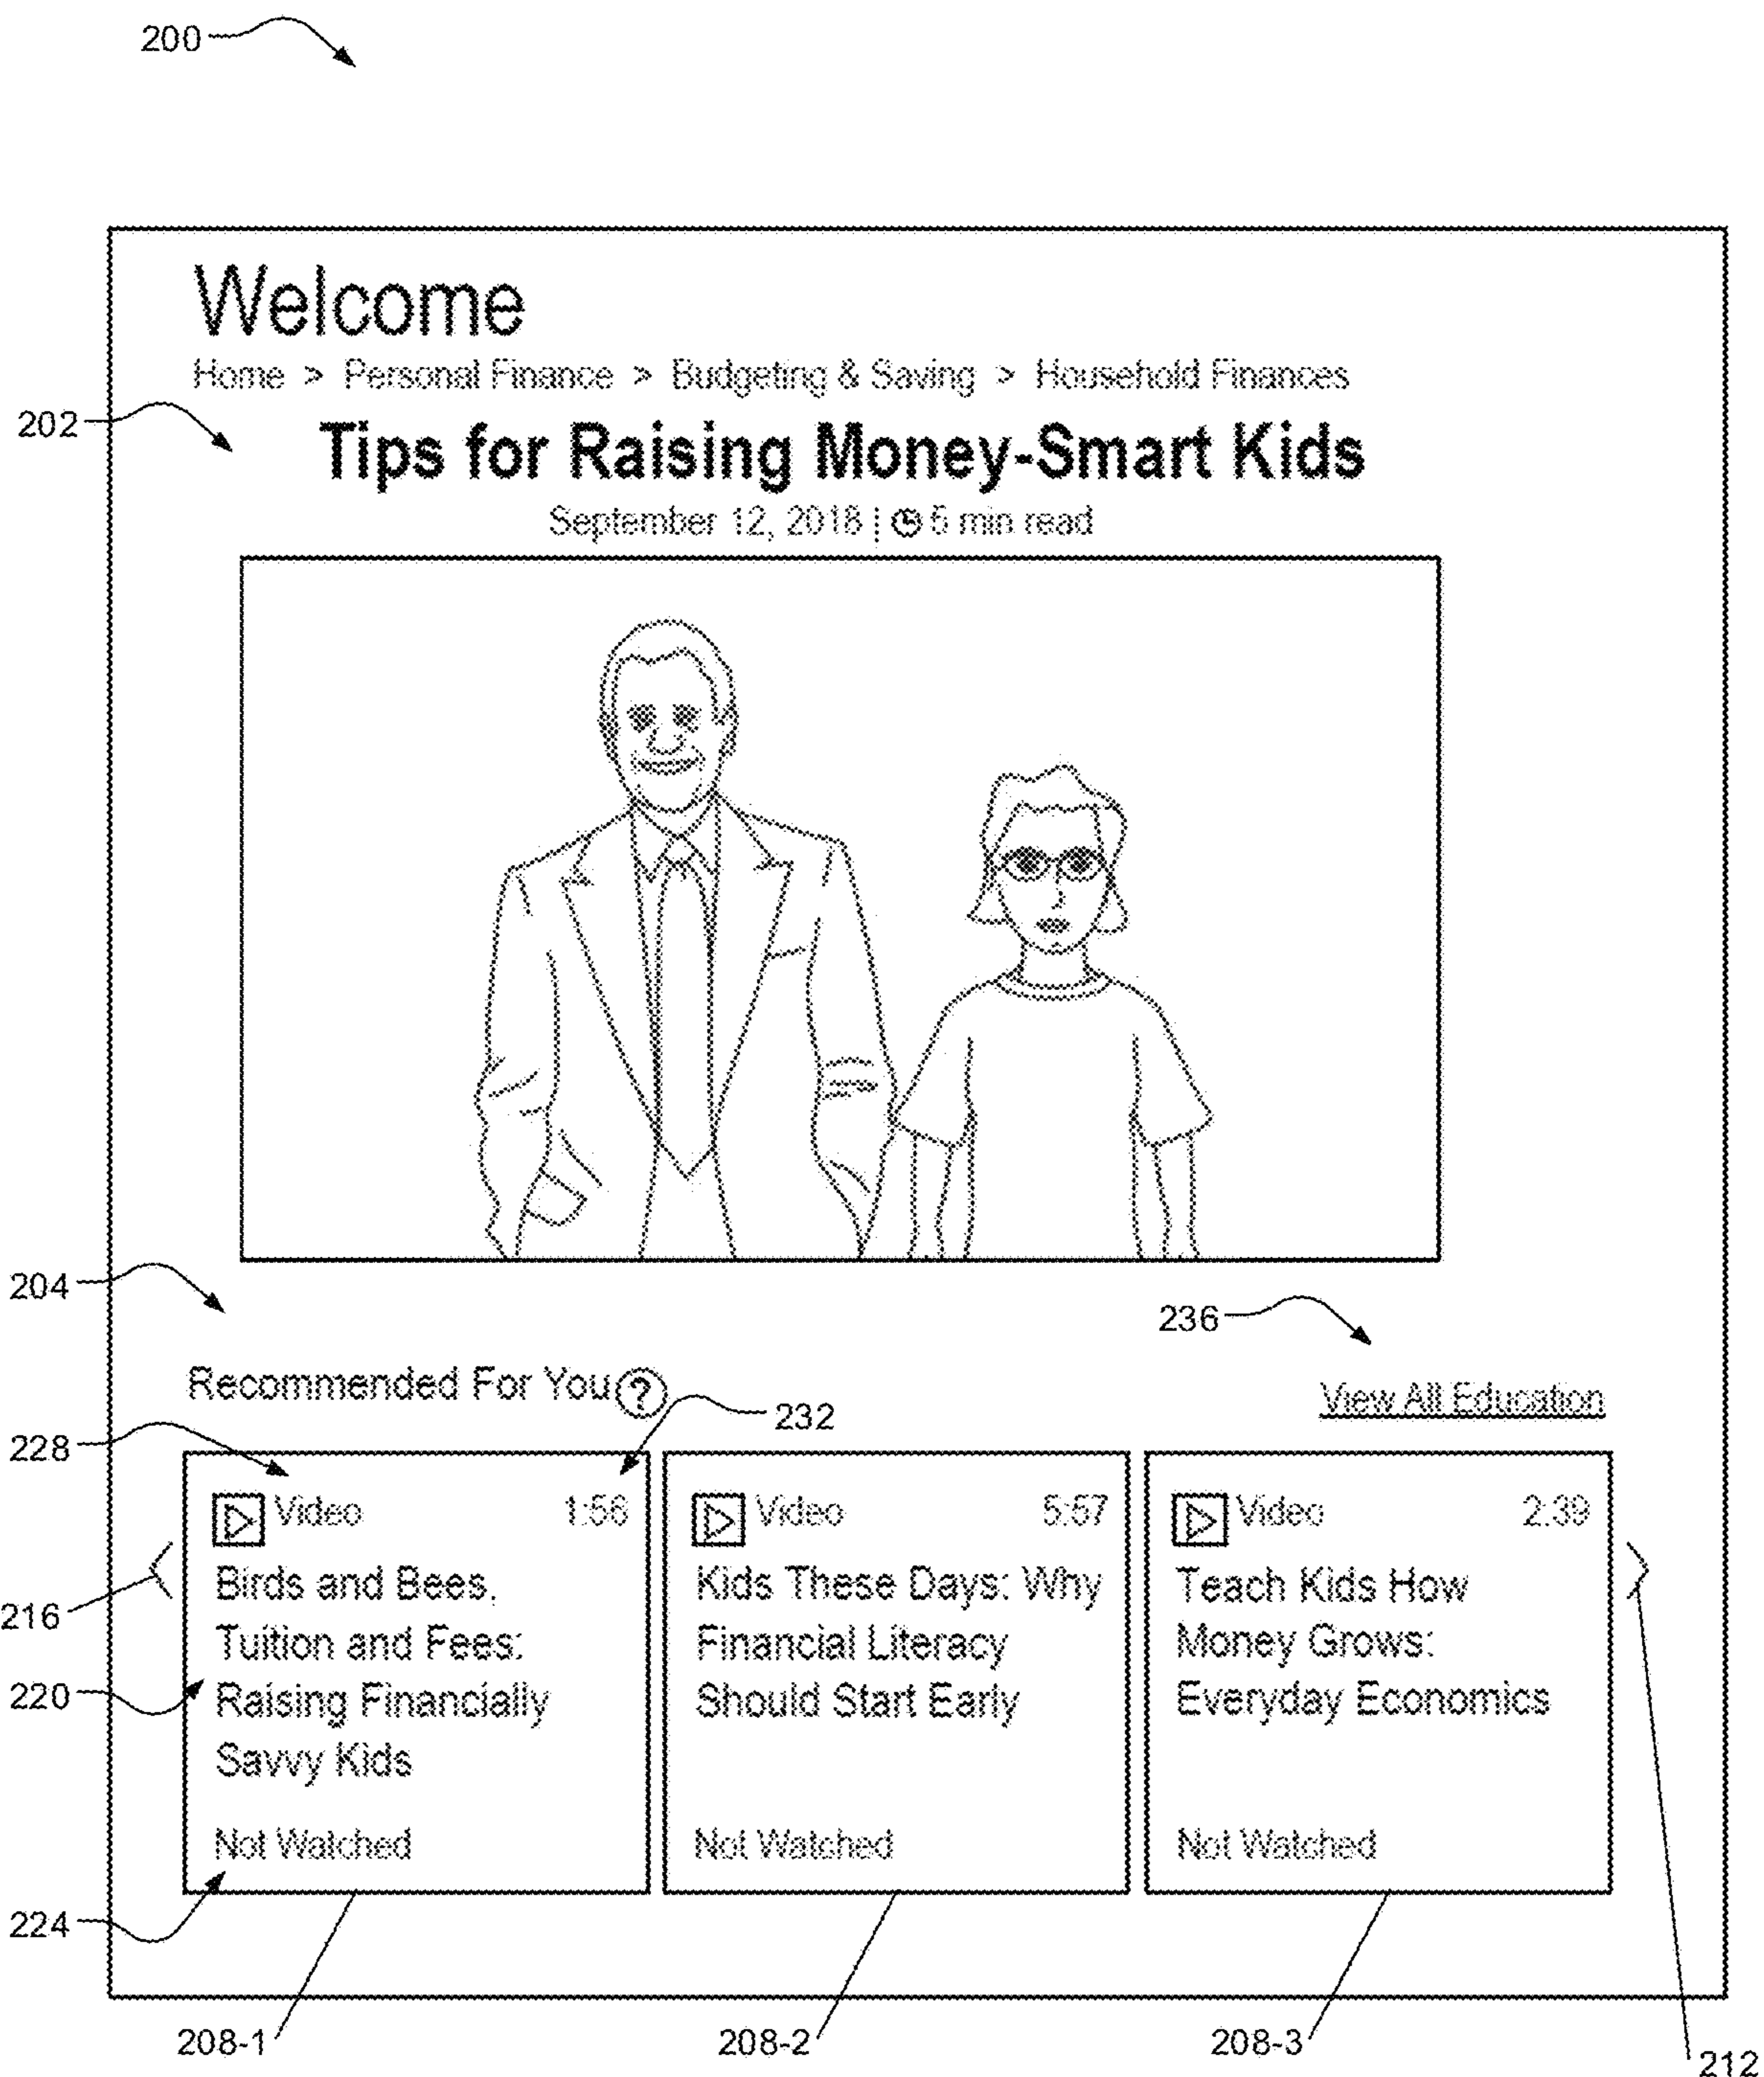 200
Welcome
Home > Personal Finance > Budgeting & Saving > Household Finances
202
Tips for Raising Money-Smart Kids
September 12, 2018 | 5 min read
204
236
Recommended For You ?
232
View All Education
228
Video 1:56
Birds and Bees,
Tuition and Fees:
Raising Financially
Savvy Kids
Not Watched
Video 5:57
Kids These Days: Why
Financial Literacy
Should Start Early
Not Watched
Video 2:39
Teach Kids How
Money Grows:
Everyday Economics
Not Watched
216
220
224
208-1
208-2
208-3
212